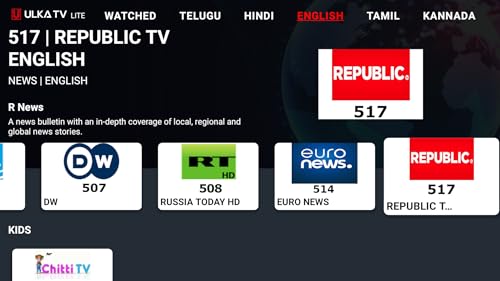 ULKA TV LITE WATCHED TELUGU HINDI ENGLISH TAMIL KANNADA
517 | REPUBLIC TV
ENGLISH
NEWS | ENGLISH
REPUBLIC.
517
R News
A news bulletin with an in-depth coverage of local, regional and
global news stories.
DW
507
DW
RT
HD
508
RUSSIA TODAY HD
euro
news.
514
EURO NEWS
REPUBLIC.
517
REPUBLIC T...
KIDS
Chitti TV